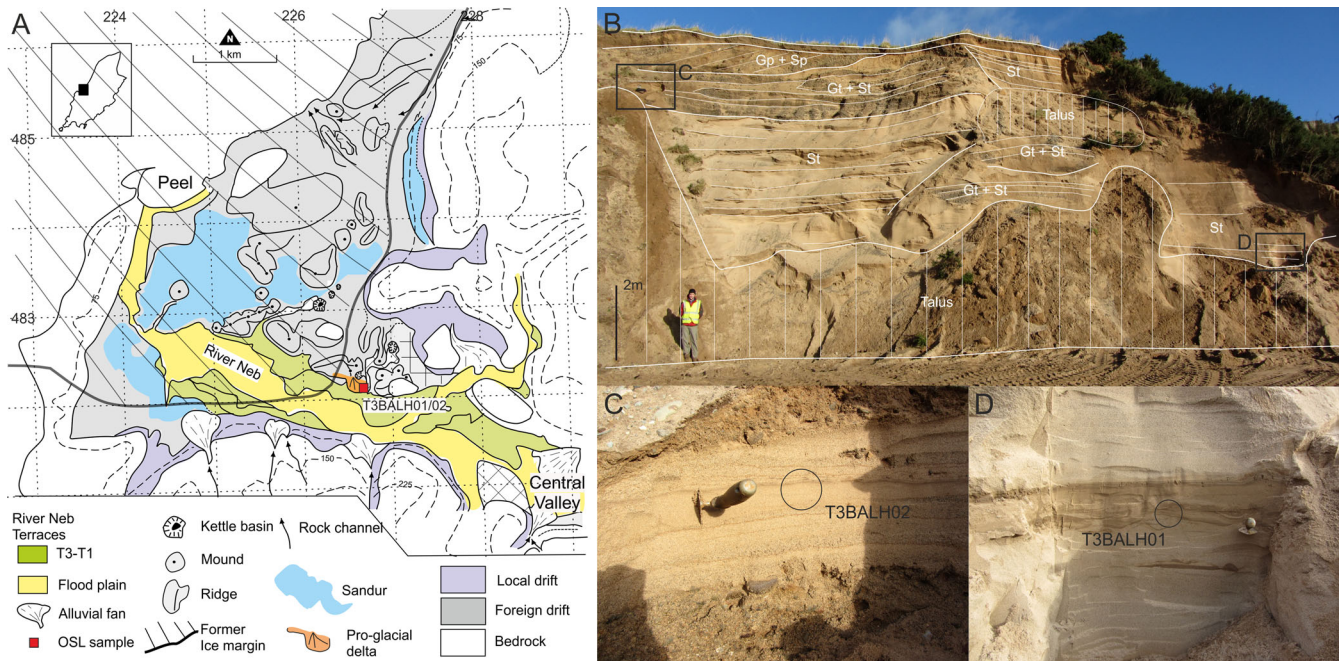 A
224
226
228
1 km
75
150
485
Peel
483
75
River Neb
T3BALH01/02
150
225
Central
Valley
River Neb
Terraces
T3-T1
Flood plain
Alluvial fan
OSL sample
Kettle basin
Mound
Ridge
Former
Ice margin
Rock channel
Sandur
Pro-glacial
delta
Local drift
Foreign drift
Bedrock
B
C
Gp + Sp
St
Gt + St
Talus
St
Gt + St
Gt + St
St
D
2m
Talus
C
T3BALH02
D
T3BALH01